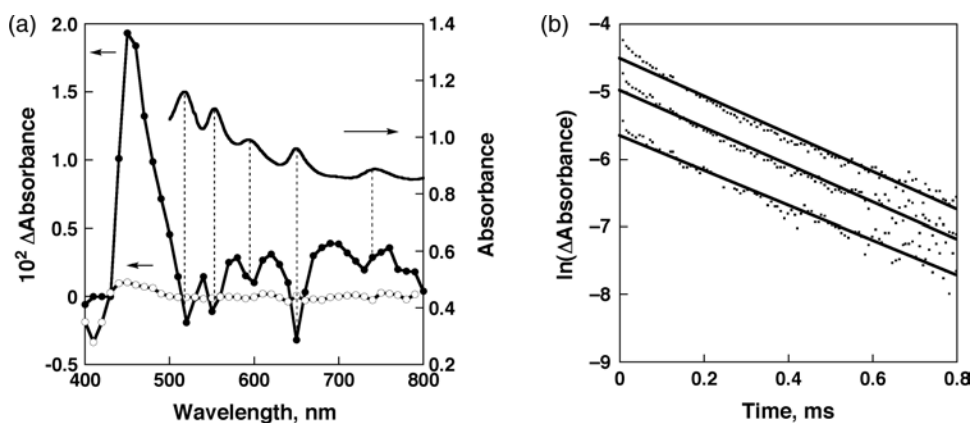 (a)
2.0
1.5
1.0
0.5
0
-0.5
10² ΔAbsorbance
400 500 600 700 800
Wavelength, nm
1.4
1.2
1.0
0.8
0.6
0.4
0.2
Absorbance
(b)
–4
–5
–6
–7
–8
–9
ln(ΔAbsorbance)
0 0.2 0.4 0.6 0.8
Time, ms